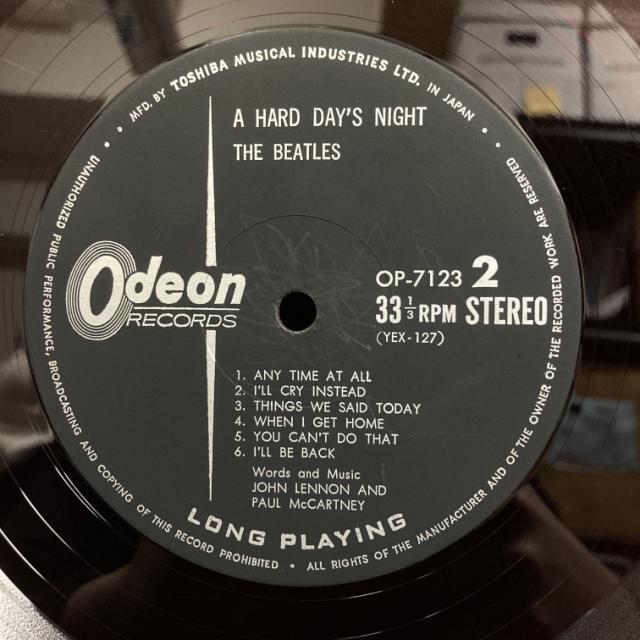 MFD. BY TOSHIBA MUSICAL INDUSTRIES LTD. IN JAPAN
A HARD DAY'S NIGHT
THE BEATLES
Odeon
RECORDS
OP-7123 2
33 1/3 RPM STEREO
(YEX-127)
1. ANY TIME AT ALL
2. I'LL CRY INSTEAD
3. THINGS WE SAID TODAY
4. WHEN I GET HOME
5. YOU CAN'T DO THAT
6. I'LL BE BACK
Words and Music
JOHN LENNON AND
PAUL McCARTNEY
LONG PLAYING
UNAUTHORIZED PUBLIC PERFORMANCE, BROADCASTING AND COPYING OF THIS RECORD PROHIBITED • ALL RIGHTS OF THE MANUFACTURER AND OF THE OWNER OF THE RECORDED WORK ARE RESERVED